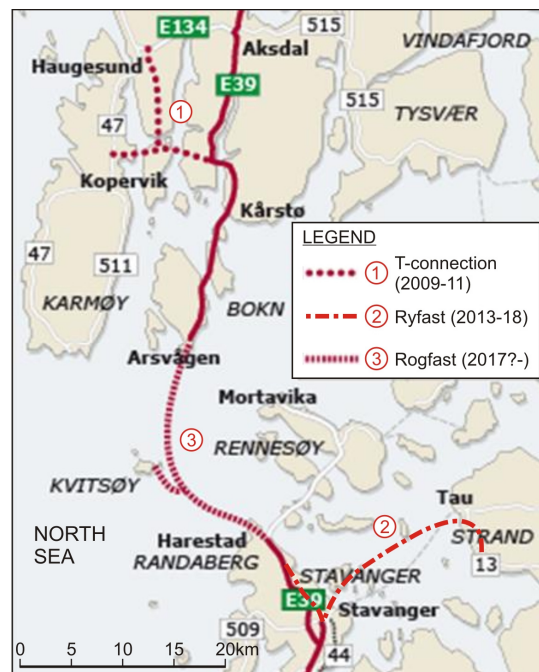 E134
515
Aksdal
VINDAFJORD
Haugesund
E39
515
1
47
TYSVÆR
Kopervik
Kårstø
LEGEND
1 T-connection
(2009-11)
2 Ryfast (2013-18)
3 Rogfast (2017?-)
47
511
KARMØY
BOKN
Arsvågen
Mortavika
3
RENNESØY
KVITSØY
Tau
2
NORTH
SEA
STRAND
Harestad
RANDABERG
13
STAVANGER
E39
Stavanger
509
44
0 5 10 15 20km